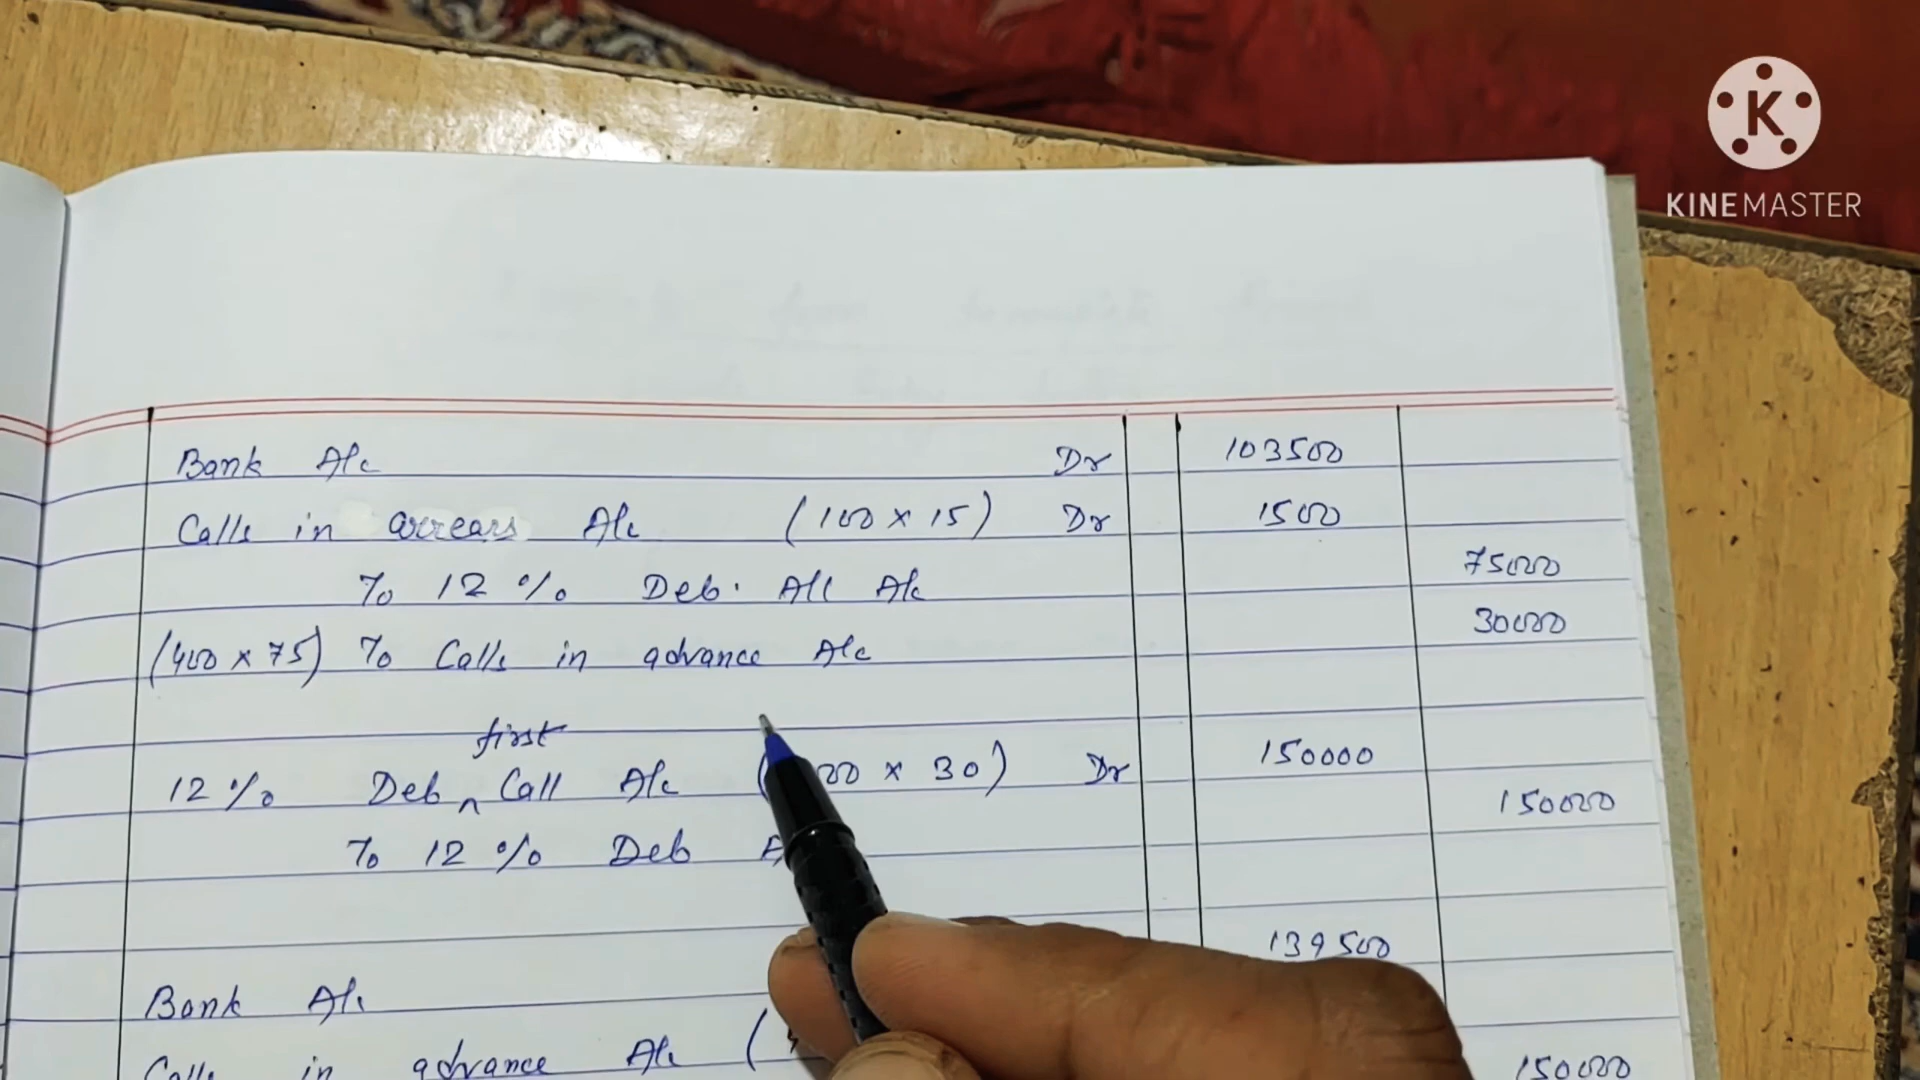 K
KINEMASTER
Bank A/c Dr 103500
Calls in arrears A/c (100 x 15) Dr 1500
To 12 % Deb. All A/c 75000
(400 x 75) To Calls in advance A/c 30000
first
12 % Deb ^ Call A/c ( 00 x 30) Dr 150000
To 12 % Deb 150000
Bank A/c 139500
Calls in advance A/c ( 150000